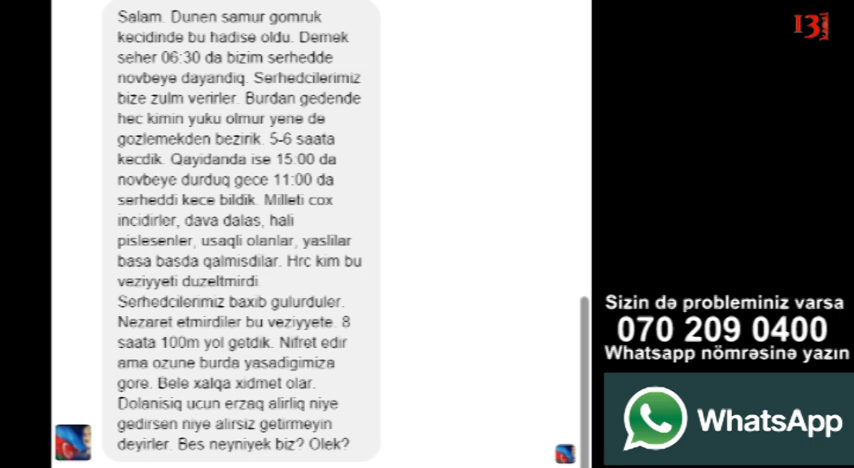 Salam. Dunen samur gomruk
kecidinde bu hadise oldu. Demek
seher 06:30 da bizim serhedde
novbeye dayandiq. Serhedcilerimiz
bize zulm verirler. Burdan gedende
hec kimin yuku olmur yene de
gozlemekden bezirik. 5-6 saata
kecdik. Qayidanda ise 15:00 da
novbeye durduq gece 11:00 da
serheddi kece bildik. Milleti cox
incidirler, dava dalas, hali
pislesenler, usaqli olanlar, yaslilar
basa basda qalmisdilar. Hrc kim bu
veziyyeti duzeltmirdi.
Serhedcilerimiz baxib gulurduler.
Nezaret etmirdiler bu veziyyete. 8
saata 100m yol getdik. Nifret edir
ama ozune burda yasadigimiza
gore. Bele xalqa xidmet olar.
Dolanisiq ucun erzaq alirliq niye
gedirsen niye alirsiz getirmeyin
deyirler. Bes neyniyek biz? Olek?
13
Sizin də probleminiz varsa
070 209 0400
Whatsapp nömrəsinə yazın
WhatsApp